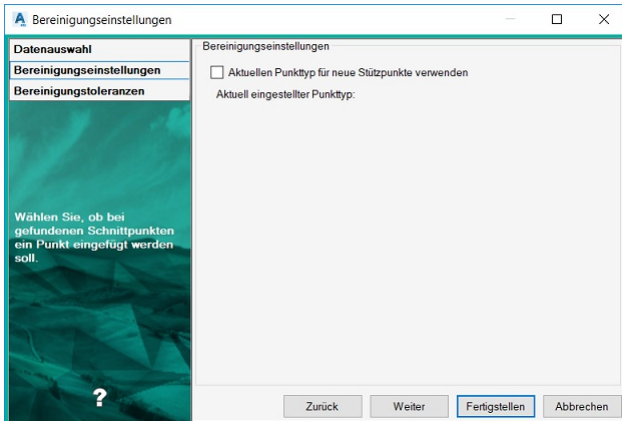 Bereinigungseinstellungen
Datenauswahl
Bereinigungseinstellungen
Bereinigungstoleranzen
Wählen Sie, ob bei
gefundenen Schnittpunkten
ein Punkt eingefügt werden
soll.
?
Bereinigungseinstellungen
Aktuellen Punkttyp für neue Stützpunkte verwenden
Aktuell eingestellter Punkttyp:
Zurück
Weiter
Fertigstellen
Abbrechen